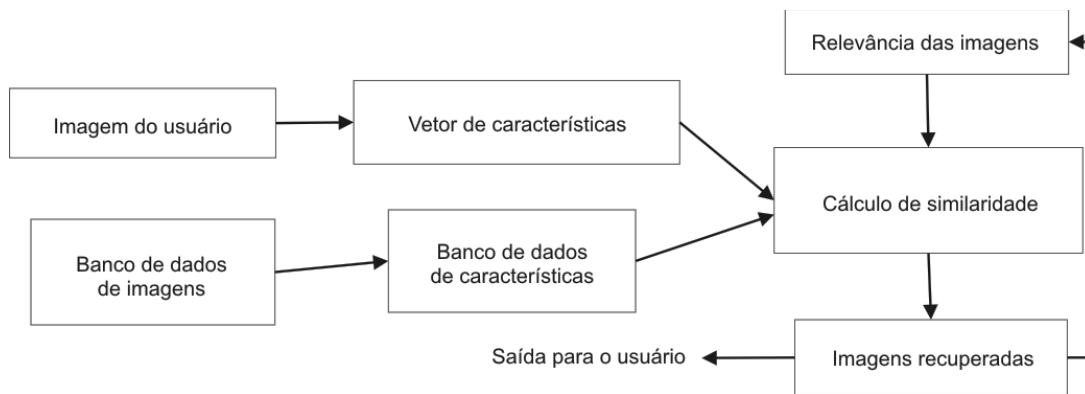 Relevância das imagens
Imagem do usuário
Vetor de características
Cálculo de similaridade
Banco de dados
de imagens
Banco de dados
de características
Saída para o usuário
Imagens recuperadas